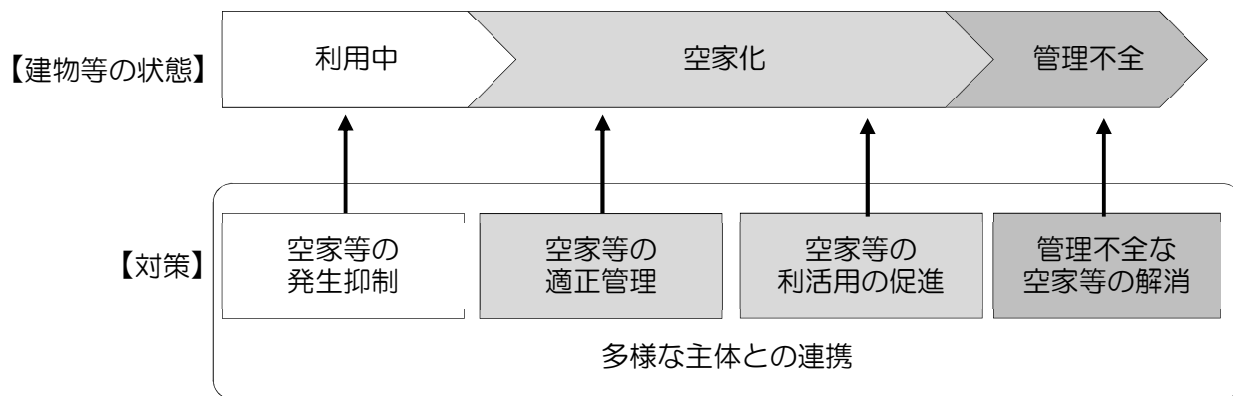 【建物等の状態】
利用中
空家化
管理不全
【対策】
空家等の
発生抑制
空家等の
適正管理
空家等の
利活用の促進
管理不全な
空家等の解消
多様な主体との連携